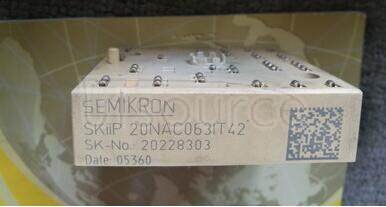 SEMIKRON
SKiiP 20NAC063IT42
SK-No. 20228303
Date: 05360